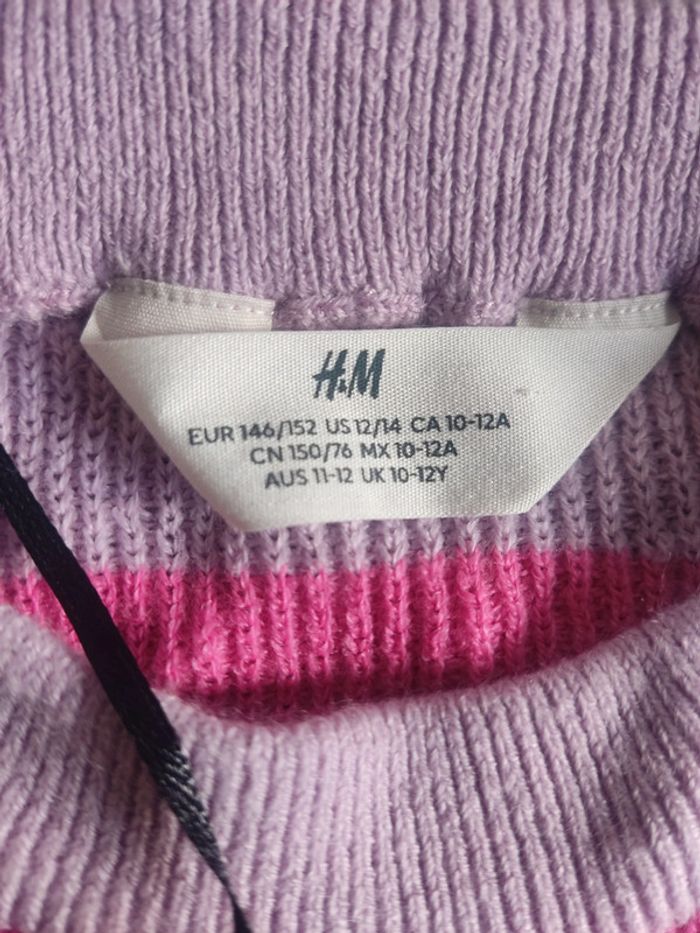 H&M
EUR 146/152 US 12/14 CA 10-12A
CN 150/76 MX 10-12A
AUS 11-12 UK 10-12Y